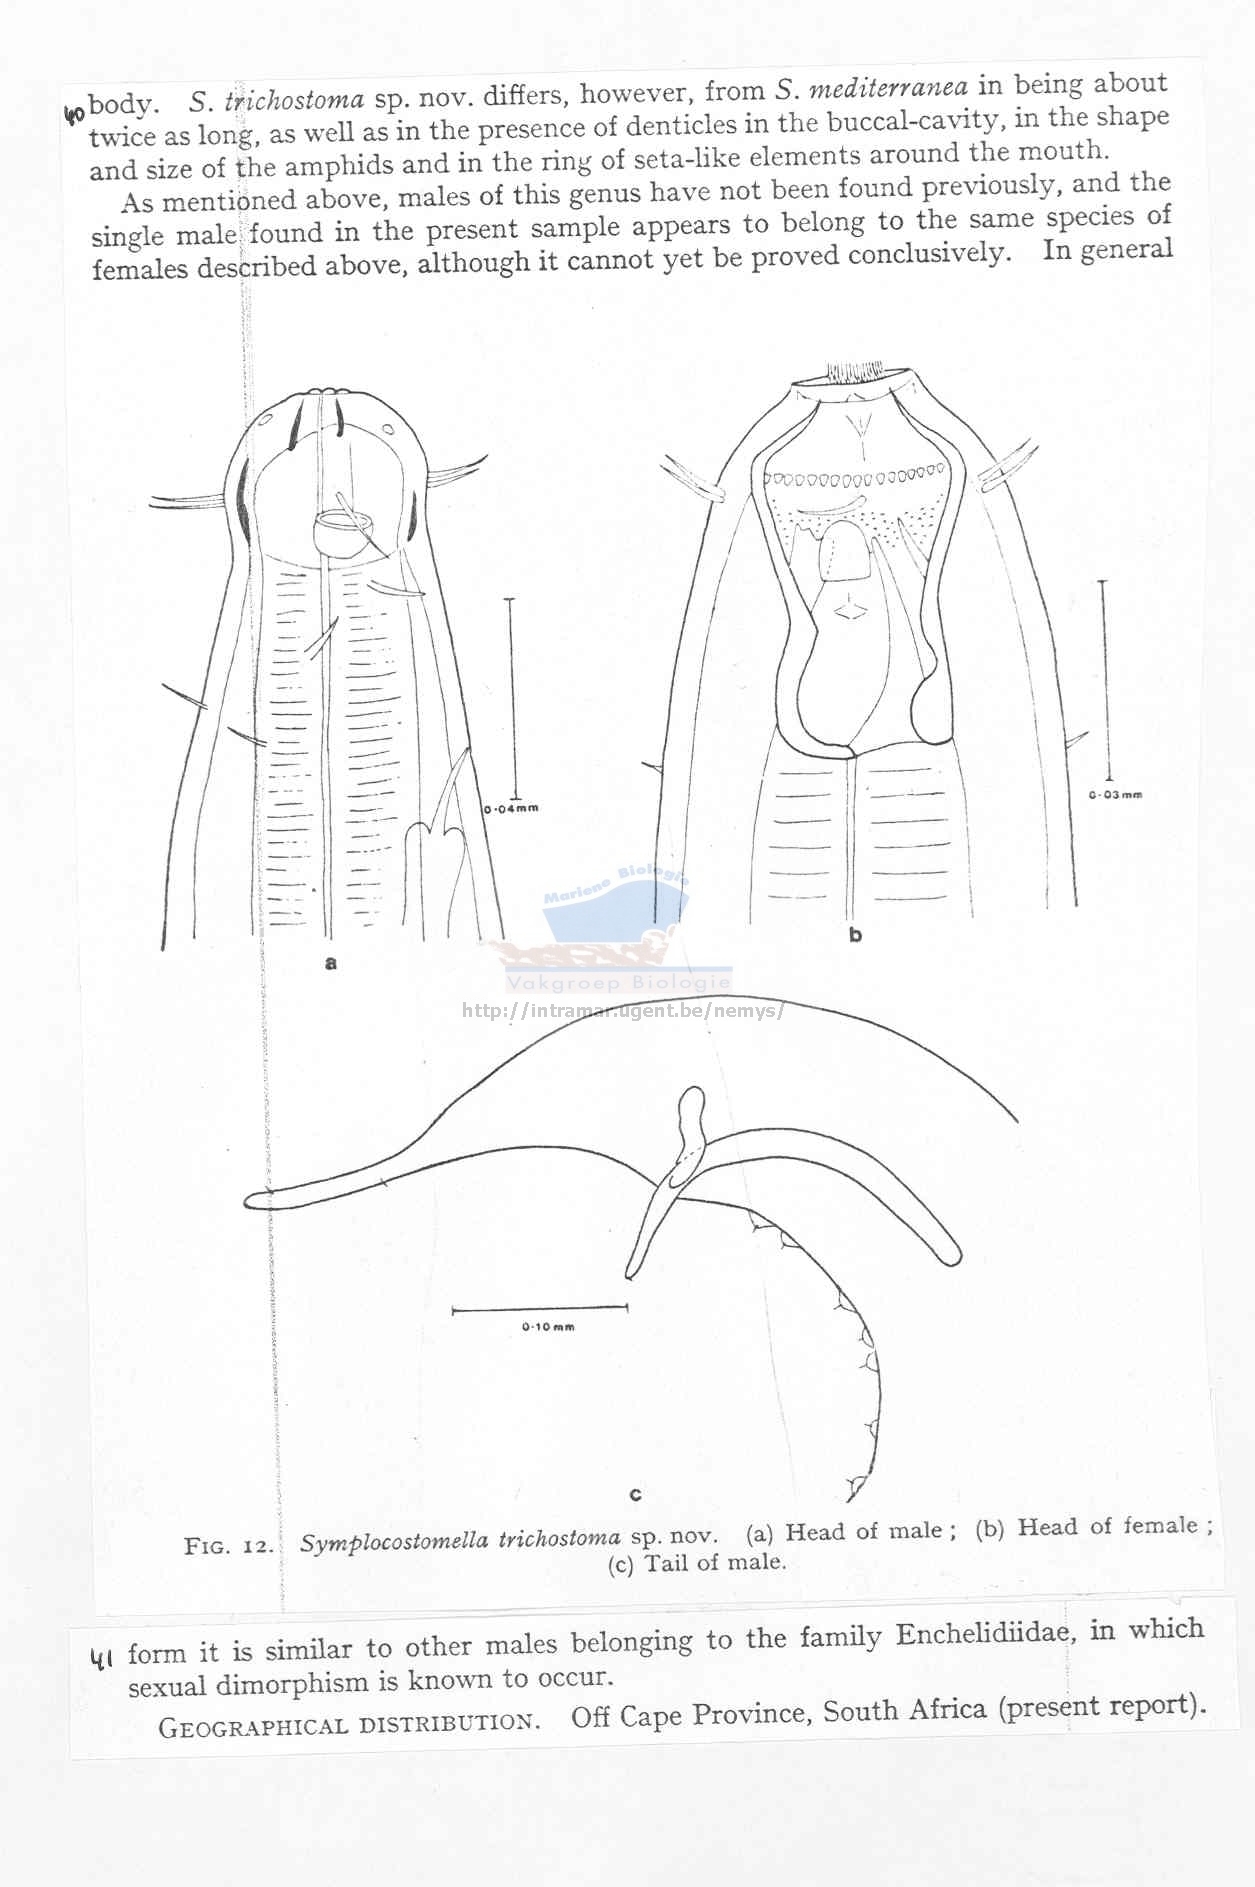 40 body. S. trichostoma sp. nov. differs, however, from S. mediterranea in being about
twice as long, as well as in the presence of denticles in the buccal-cavity, in the shape
and size of the amphids and in the ring of seta-like elements around the mouth.
As mentioned above, males of this genus have not been found previously, and the
single male found in the present sample appears to belong to the same species of
females described above, although it cannot yet be proved conclusively. In general
0·04mm
0·03mm
a
b
Mariene Biologie
Vakgroep Biologie
http://intramar.ugent.be/nemys/
0·10mm
c
FIG. 12. Symplocostomella trichostoma sp. nov. (a) Head of male ; (b) Head of female ;
(c) Tail of male.
41 form it is similar to other males belonging to the family Enchelidiidae, in which
sexual dimorphism is known to occur.
GEOGRAPHICAL DISTRIBUTION. Off Cape Province, South Africa (present report).